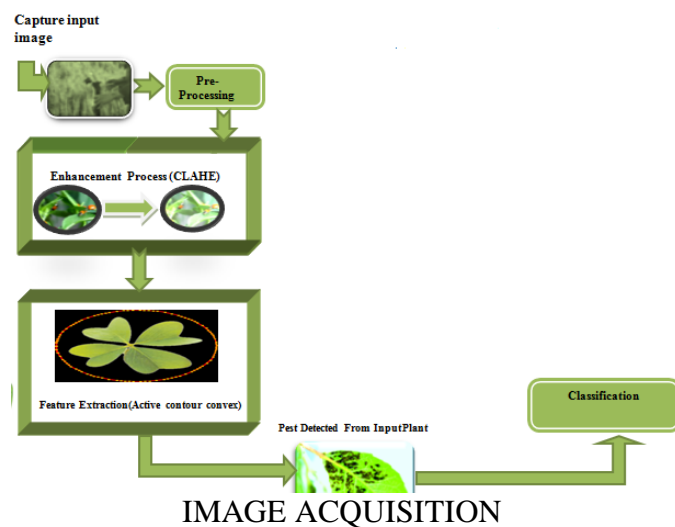 Capture input
image
Pre-
Processing
Enhancement Process (CLAHE)
Feature Extraction(Active contour convex)
Pest Detected From InputPlant
Classification
IMAGE ACQUISITION